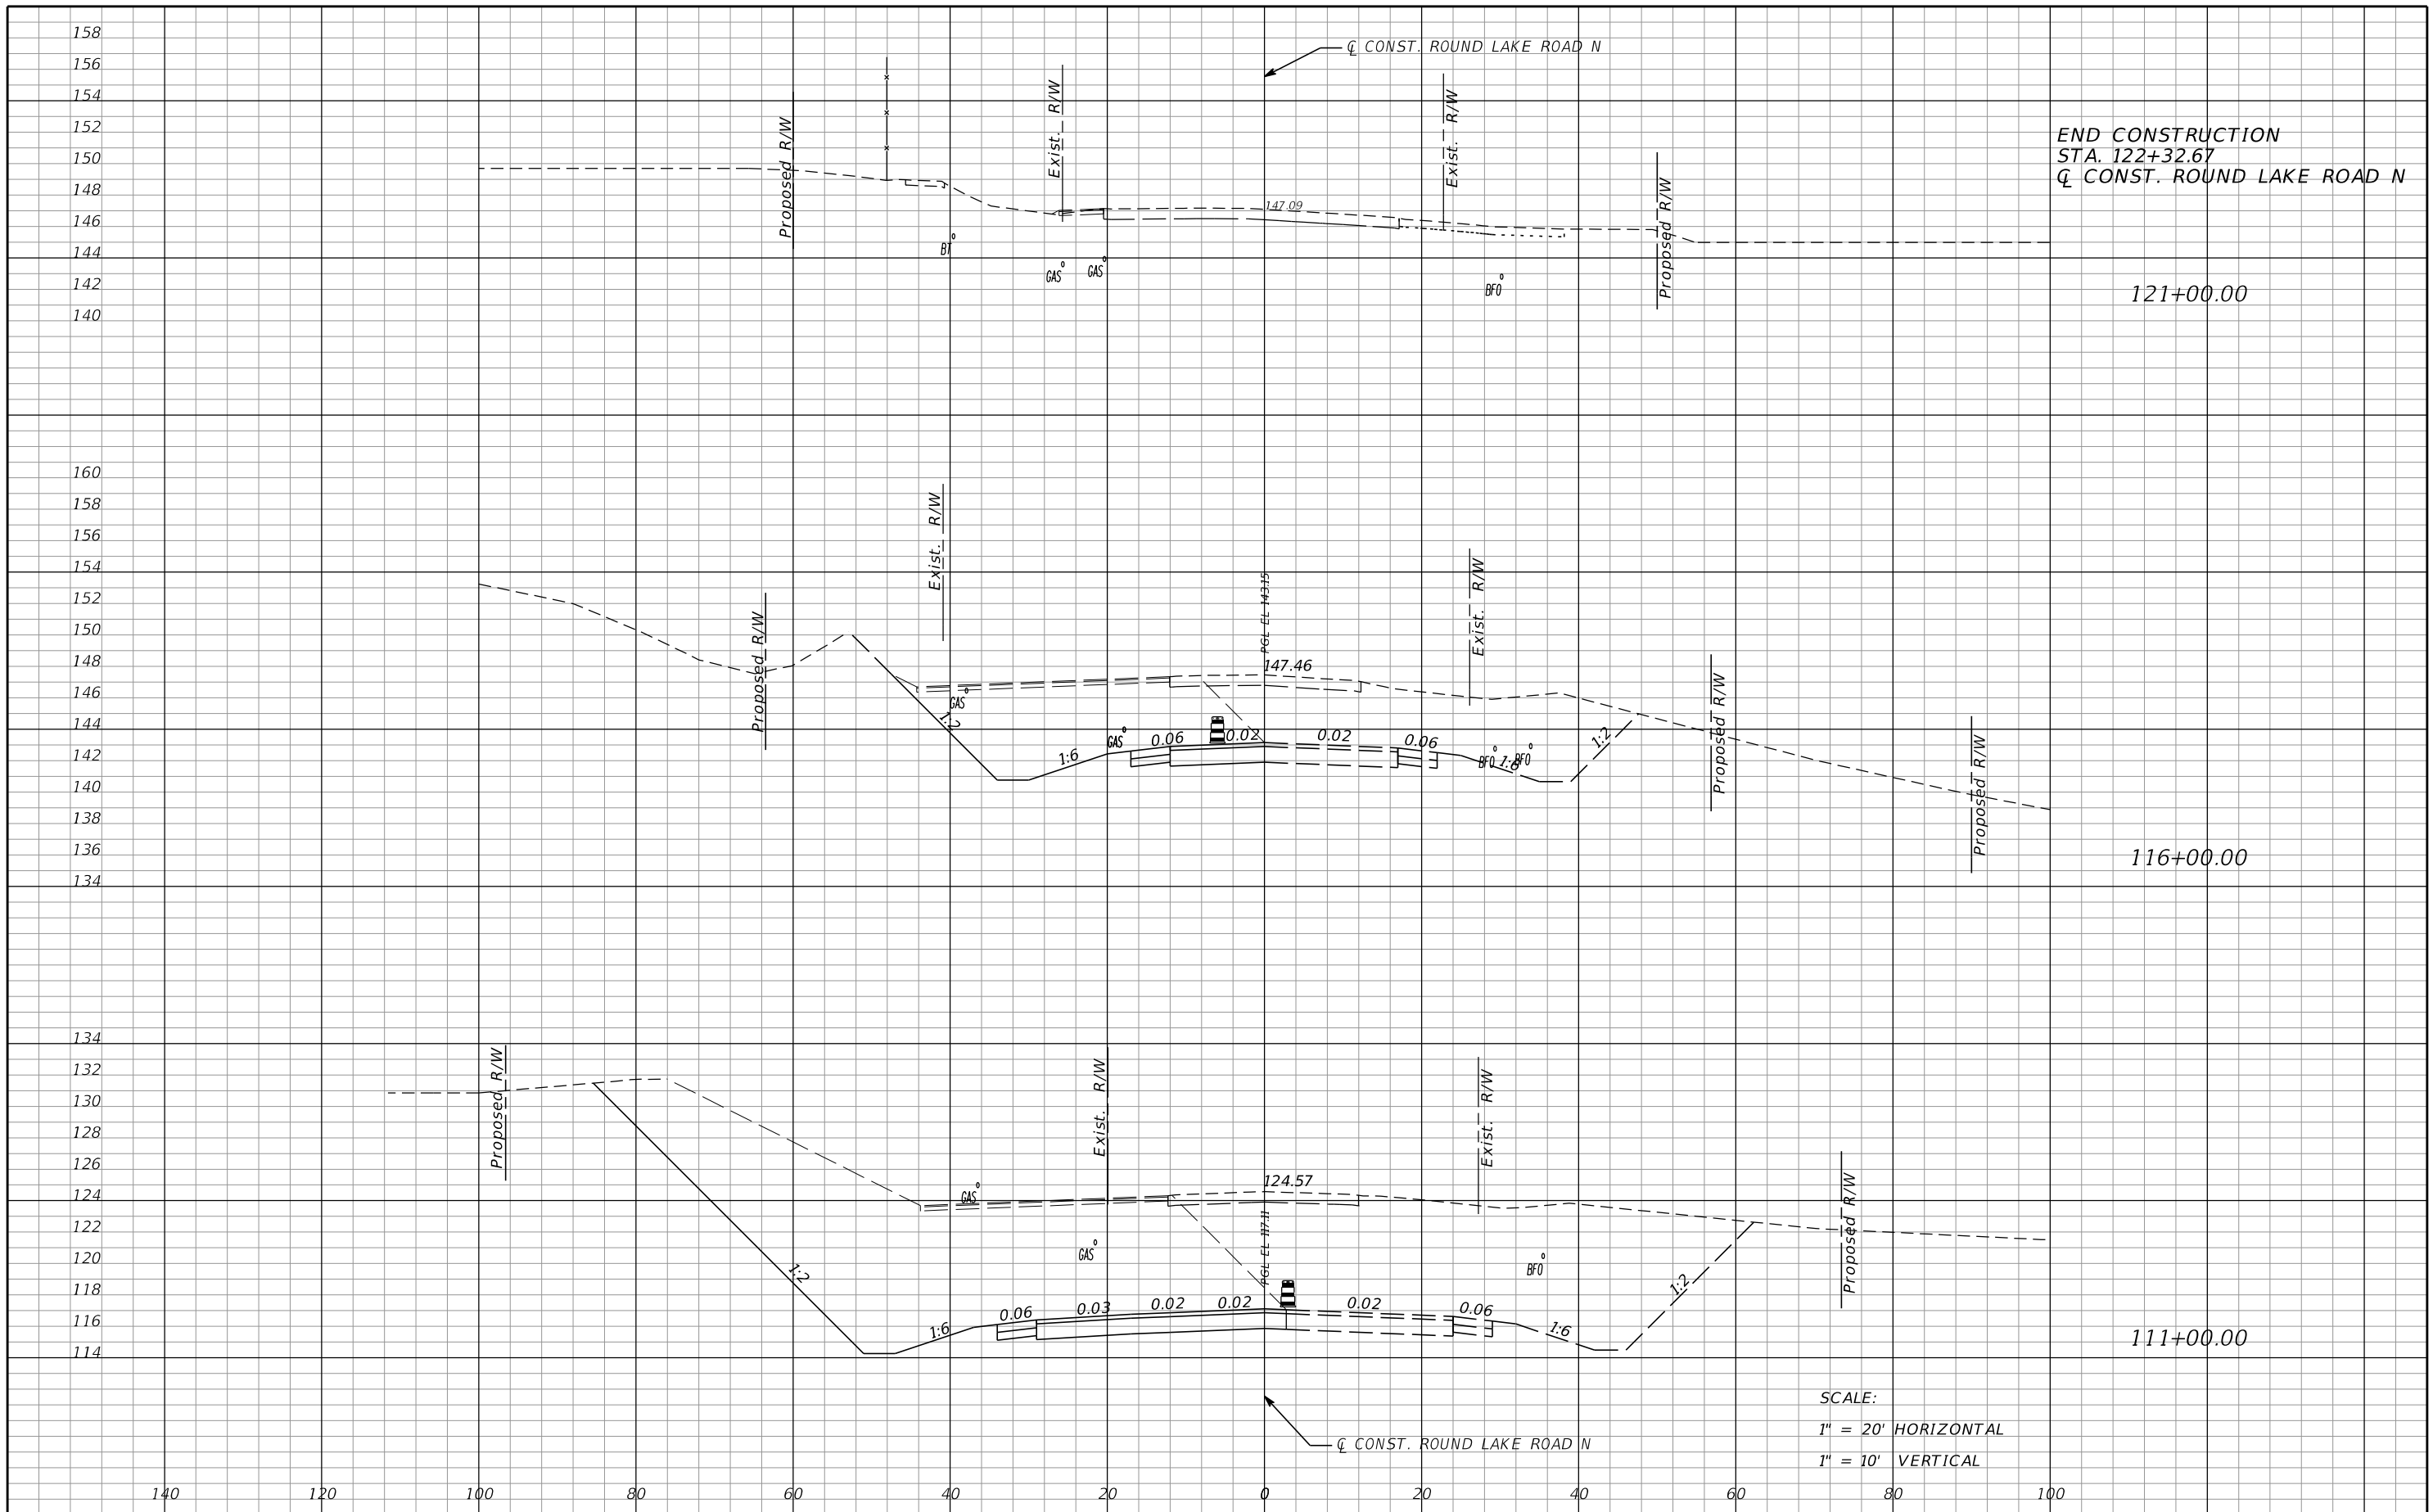 158
156
154
152
150
148
146
144
142
140
℄ CONST. ROUND LAKE ROAD N
Proposed R/W
Exist. R/W
Exist. R/W
Proposed R/W
147.09
BT
GAS
GAS
BFO
END CONSTRUCTION
STA. 122+32.67
℄ CONST. ROUND LAKE ROAD N
121+00.00
160
158
156
154
152
150
148
146
144
142
140
138
136
134
Proposed R/W
Exist. R/W
PGL EL 143.15
Exist. R/W
Proposed R/W
Proposed R/W
147.46
GAS
1:2
GAS
1:6
0.06
0.02
0.02
0.06
BFO
1:6
BFO
1:2
116+00.00
134
132
130
128
126
124
122
120
118
116
114
Proposed R/W
Exist. R/W
Exist. R/W
Proposed R/W
124.57
GAS
GAS
PGL EL 117.11
BFO
1:2
1:6
0.06
0.03
0.02
0.02
0.02
0.06
1:6
1:2
111+00.00
℄ CONST. ROUND LAKE ROAD N
SCALE:
1" = 20' HORIZONTAL
1" = 10' VERTICAL
140 120 100 80 60 40 20 0 20 40 60 80 100